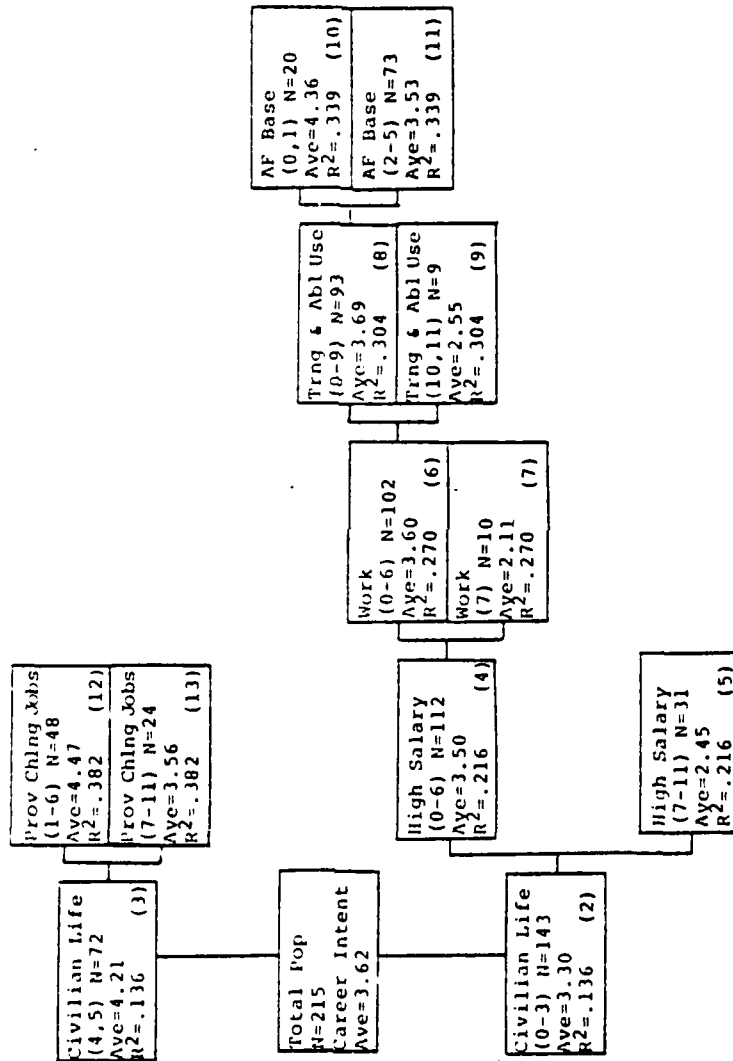 Total Pop
N=215
Career Intent
Ave=3.62
Civilian Life
(4,5) N=72
Ave=4.21
R²=.136 (3)
Civilian Life
(0-3) N=143
Ave=3.30
R²=.136 (2)
Prov Chlng Jobs
(1-6) N=48
Ave=4.47
R²=.382 (12)
Prov Chlng Jobs
(7-11) N=24
Ave=3.56
R²=.382 (13)
High Salary
(0-6) N=112
Ave=3.50
R²=.216 (4)
High Salary
(7-11) N=31
Ave=2.45
R²=.216 (5)
Work
(0-6) N=102
Ave=3.60
R²=.270 (6)
Work
(7) N=10
Ave=2.11
R²=.270 (7)
Trng & Abl Use
(0-9) N=93
Ave=3.69
R²=.304 (8)
Trng & Abl Use
(10,11) N=9
Ave=2.55
R²=.304 (9)
AF Base
(0,1) N=20
Ave=4.36
R²=.339 (10)
AF Base
(2-5) N=73
Ave=3.53
R²=.339 (11)